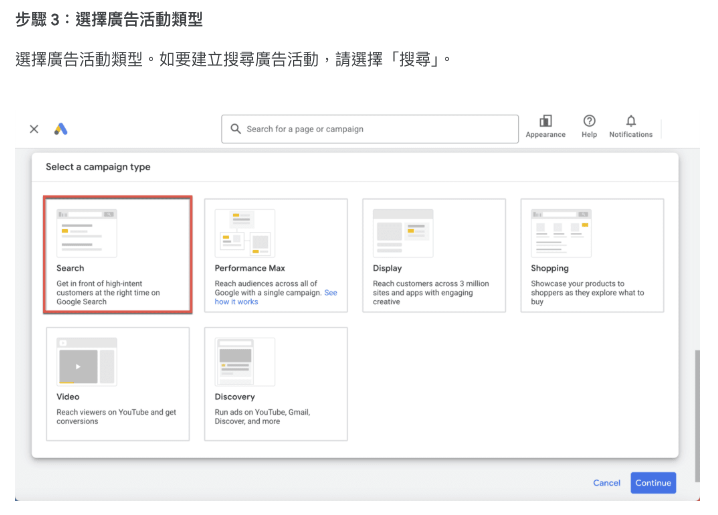 步驟 3：選擇廣告活動類型
選擇廣告活動類型。如要建立搜尋廣告活動，請選擇「搜尋」。
Search for a page or campaign
Appearance
Help
Notifications
Select a campaign type
Search
Get in front of high-intent
customers at the right time on
Google Search
Performance Max
Reach audiences across all of
Google with a single campaign. See
how it works
Display
Reach customers across 3 million
sites and apps with engaging
creative
Shopping
Showcase your products to
shoppers as they explore what to
buy
Video
Reach viewers on YouTube and get
conversions
Discovery
Run ads on YouTube, Gmail,
Discover, and more
Cancel
Continue